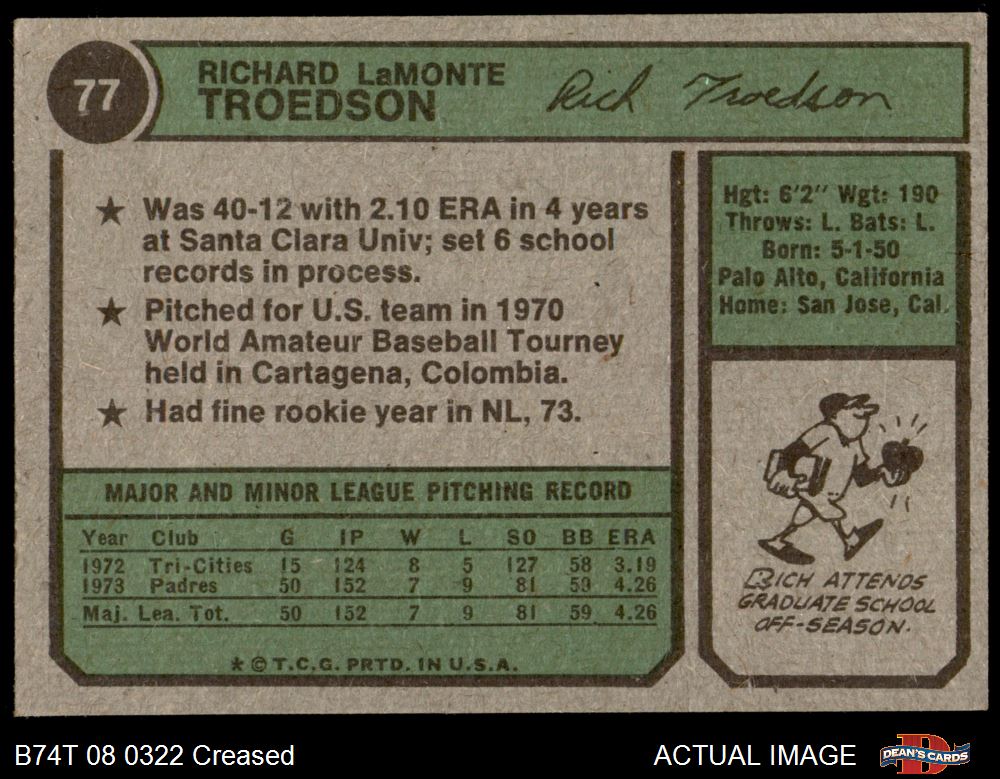 77
RICHARD LaMONTE
TROEDSON
Rich Troedson
★ Was 40-12 with 2.10 ERA in 4 years
at Santa Clara Univ; set 6 school
records in process.
★ Pitched for U.S. team in 1970
World Amateur Baseball Tourney
held in Cartagena, Colombia.
★ Had fine rookie year in NL, 73.
Hgt: 6'2" Wgt: 190
Throws: L. Bats: L.
Born: 5-1-50
Palo Alto, California
Home: San Jose, Cal.
MAJOR AND MINOR LEAGUE PITCHING RECORD
Year Club G IP W L SO BB ERA
1972 Tri-Cities 15 124 8 5 127 58 3.19
1973 Padres 50 152 7 9 81 59 4.26
Maj. Lea. Tot. 50 152 7 9 81 59 4.26
★ © T.C.G. PRTD. IN U.S.A.
RICH ATTENDS
GRADUATE SCHOOL
OFF-SEASON.
B74T 08 0322 Creased
ACTUAL IMAGE
DEAN'S CARDS